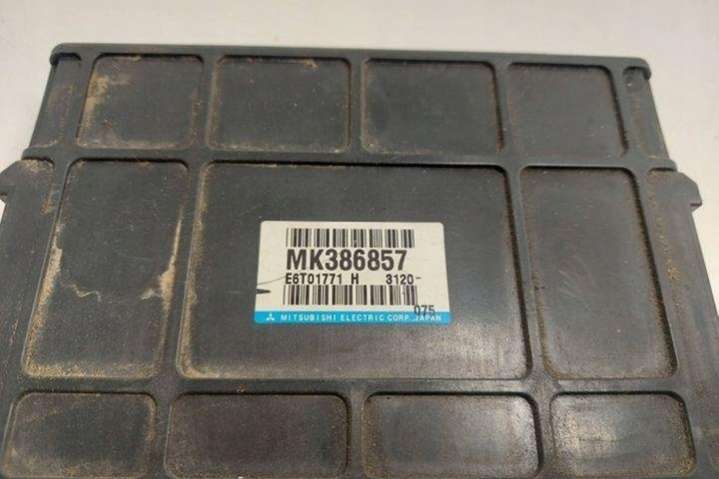 MK386857
E6T01771 H 3120-
075
MITSUBISHI ELECTRIC CORP. JAPAN